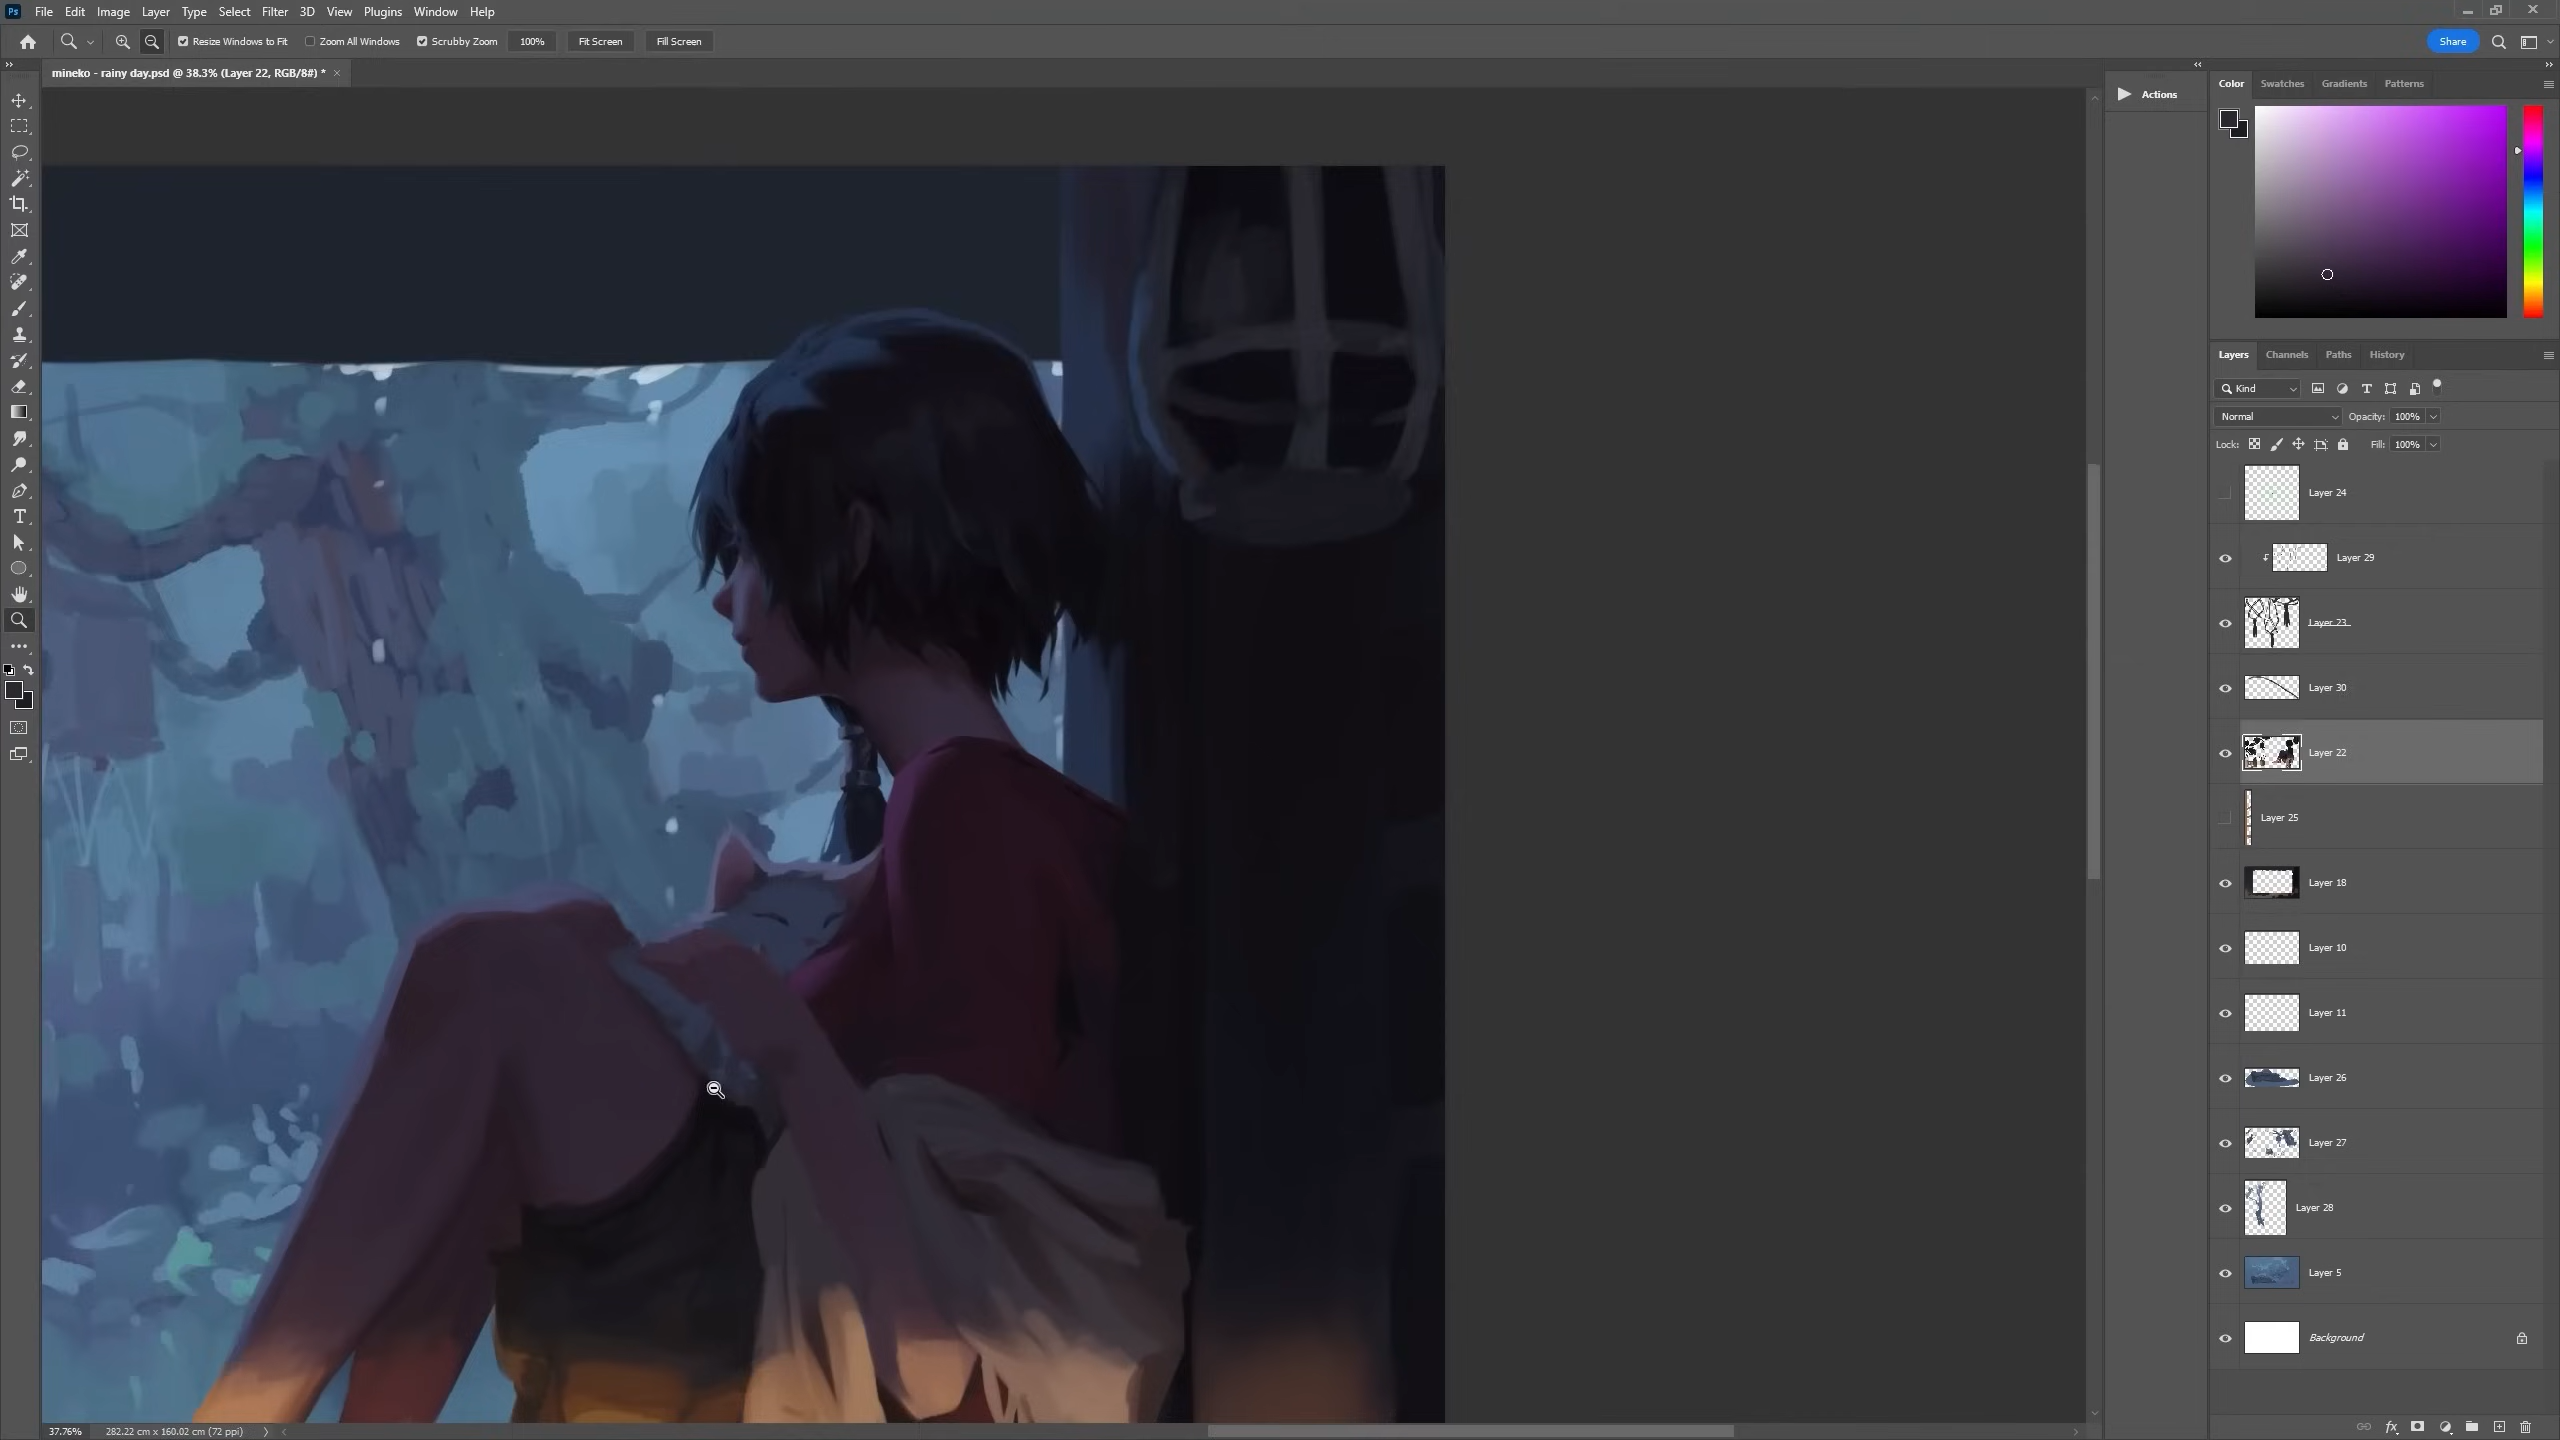 Ps File Edit Image Layer Type Select Filter 3D View Plugins Window Help
Resize Windows to Fit Zoom All Windows Scrubby Zoom 100% Fit Screen Fill Screen Share
mineko - rainy day.psd @ 38.3% (Layer 22, RGB/8#) * ×
Actions
Color Swatches Gradients Patterns
Layers Channels Paths History
Kind
Normal Opacity: 100%
Lock: Fill: 100%
Layer 24
Layer 29
Layer 23
Layer 30
Layer 22
Layer 25
Layer 18
Layer 10
Layer 11
Layer 26
Layer 27
Layer 28
Layer 5
Background
37.76% 282.22 cm x 160.02 cm (72 ppi)